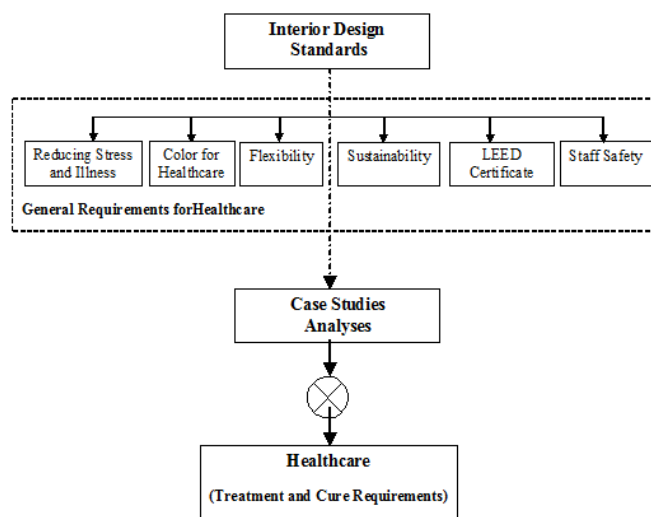 Interior Design
Standards
Reducing Stress
and Illness
Color for
Healthcare
Flexibility
Sustainability
LEED
Certificate
Staff Safety
General Requirements forHealthcare
Case Studies
Analyses
Healthcare
(Treatment and Cure Requirements)